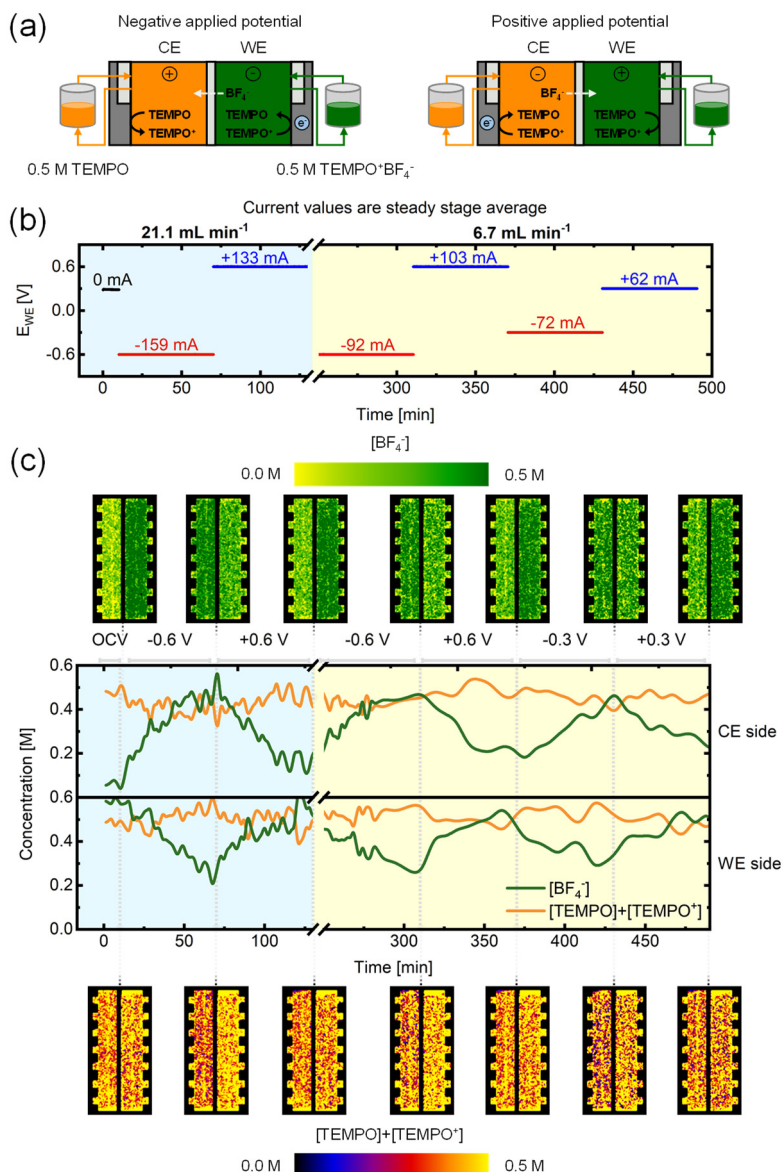 (a)
Negative applied potential
Positive applied potential
CE WE
CE WE
+ -
- +
BF₄⁻
BF₄⁻
TEMPO TEMPO
TEMPO⁺ TEMPO⁺
e⁻
TEMPO TEMPO
TEMPO⁺ TEMPO⁺
e⁻
0.5 M TEMPO
0.5 M TEMPO⁺BF₄⁻
(b)
Current values are steady stage average
21.1 mL min⁻¹
6.7 mL min⁻¹
E_WE [V]
0.6
0.0
-0.6
0 mA
-159 mA
+133 mA
-92 mA
+103 mA
-72 mA
+62 mA
0 50 100 300 350 400 450 500
Time [min]
(c)
[BF₄⁻]
0.0 M
0.5 M
OCV -0.6 V +0.6 V -0.6 V +0.6 V -0.3 V +0.3 V
Concentration [M]
0.6
0.4
0.2
0.6
0.4
0.2
0.0
CE side
WE side
[BF₄⁻]
[TEMPO]+[TEMPO⁺]
0 50 100 300 350 400 450
Time [min]
[TEMPO]+[TEMPO⁺]
0.0 M
0.5 M